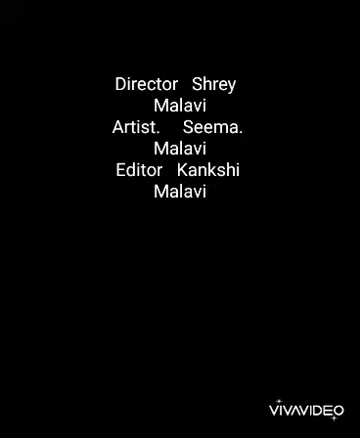 Director Shrey
Malavi
Artist. Seema.
Malavi
Editor Kankshi
Malavi
VIVAVIDEO